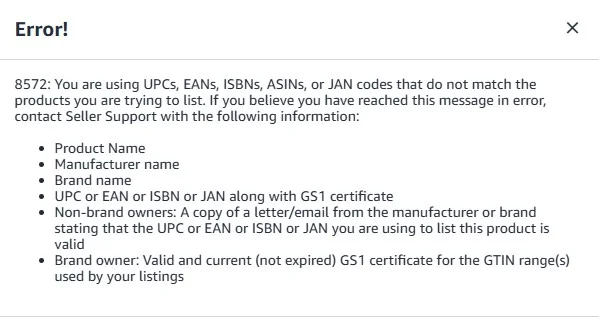 Error!
8572: You are using UPCs, EANs, ISBNs, ASINs, or JAN codes that do not match the
products you are trying to list. If you believe you have reached this message in error,
contact Seller Support with the following information:
• Product Name
• Manufacturer name
• Brand name
• UPC or EAN or ISBN or JAN along with GS1 certificate
• Non-brand owners: A copy of a letter/email from the manufacturer or brand
stating that the UPC or EAN or ISBN or JAN you are using to list this product is
valid
• Brand owner: Valid and current (not expired) GS1 certificate for the GTIN range(s)
used by your listings